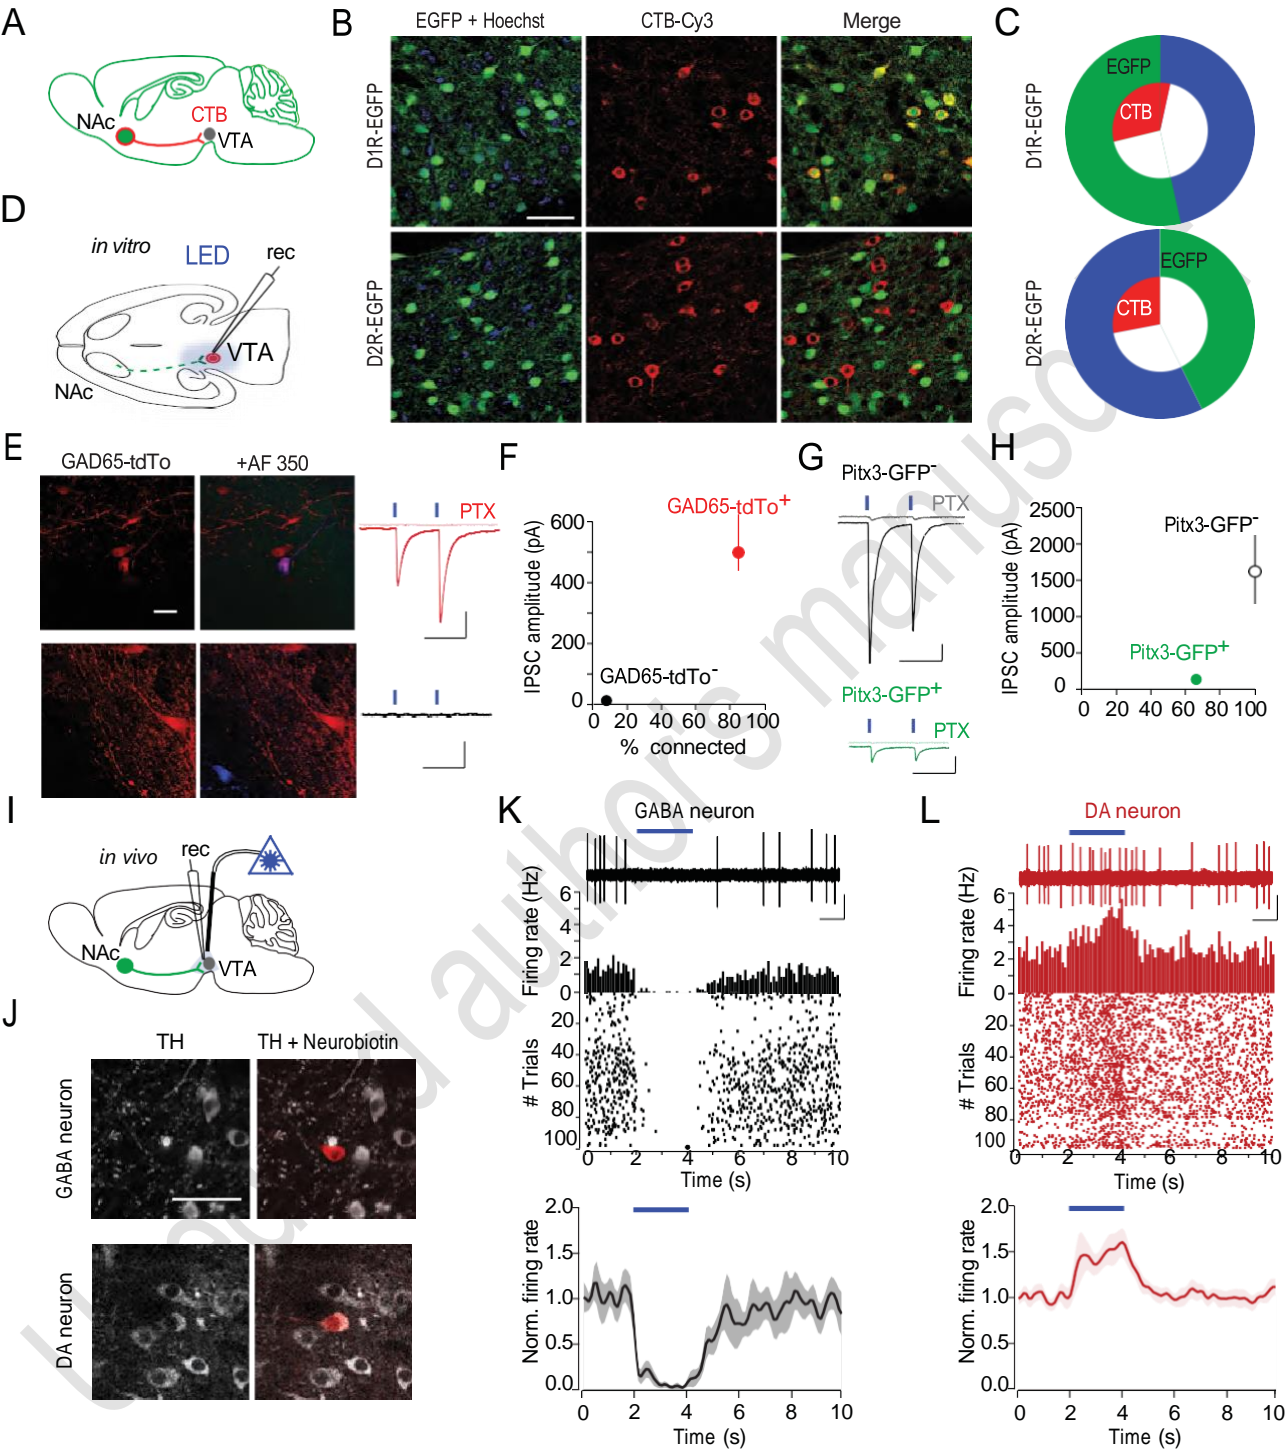 A
NAc
CTB
VTA
B
EGFP + Hoechst
CTB-Cy3
Merge
D1R-EGFP
D2R-EGFP
C
D1R-EGFP
EGFP
CTB
D2R-EGFP
EGFP
CTB
D
in vitro
LED
rec
VTA
NAc
E
GAD65-tdTo
+AF 350
PTX
F
IPSC amplitude (pA)
600
400
200
0
GAD65-tdTo+
GAD65-tdTo-
0 20 40 60 80 100
% connected
G
Pitx3-GFP-
PTX
Pitx3-GFP+
PTX
H
IPSC amplitude (pA)
2500
2000
1500
1000
500
0
Pitx3-GFP-
Pitx3-GFP+
0 20 40 60 80 100
I
in vivo
rec
NAc
VTA
J
TH
TH + Neurobiotin
GABA neuron
DA neuron
K
GABA neuron
Firing rate (Hz)
6
4
2
0
# Trials
20
40
60
80
100
0 2 4 6 8 10
Time (s)
Norm. firing rate
2.0
1.5
1.0
0.5
0.0
0 2 4 6 8 10
Time (s)
L
DA neuron
Firing rate (Hz)
6
4
2
0
# Trials
20
40
60
80
100
0 2 4 6 8 10
Time (s)
Norm. firing rate
2.0
1.5
1.0
0.5
0.0
0 2 4 6 8 10
Time (s)
author's manusc